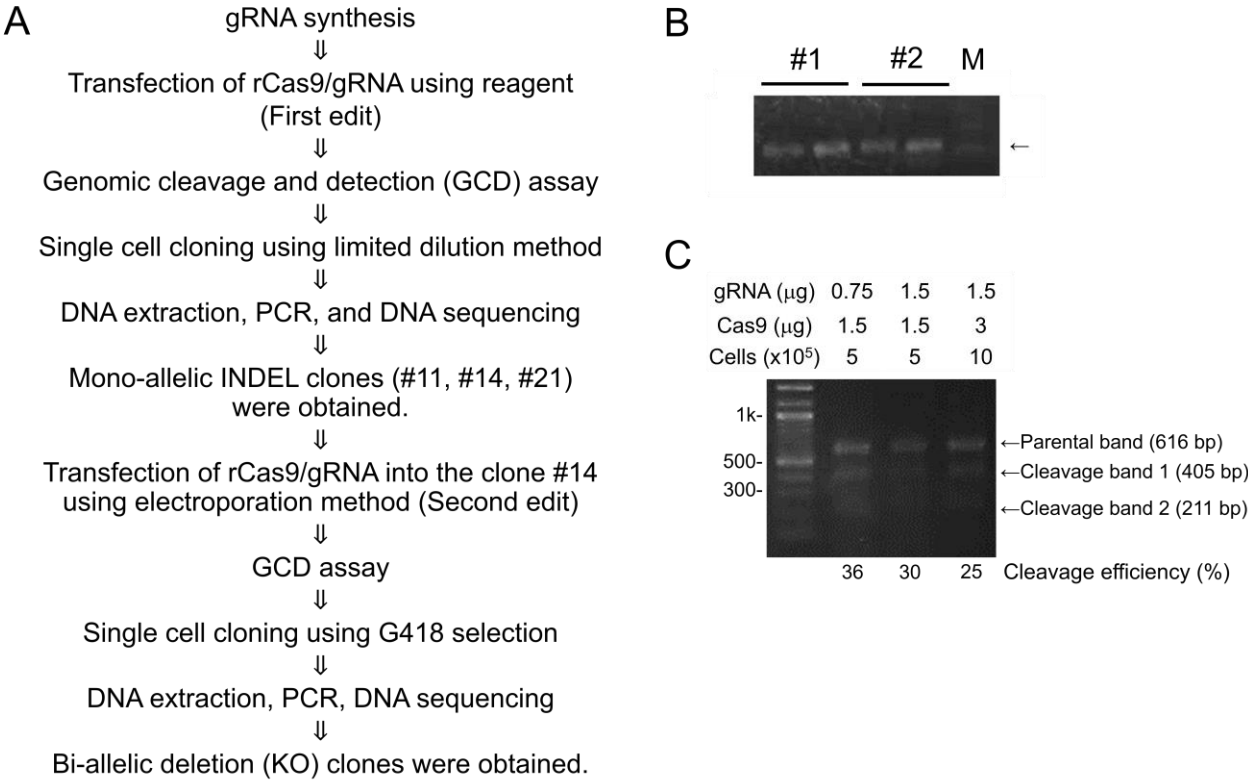 A
gRNA synthesis
⇓
Transfection of rCas9/gRNA using reagent
(First edit)
⇓
Genomic cleavage and detection (GCD) assay
⇓
Single cell cloning using limited dilution method
⇓
DNA extraction, PCR, and DNA sequencing
⇓
Mono-allelic INDEL clones (#11, #14, #21)
were obtained.
⇓
Transfection of rCas9/gRNA into the clone #14
using electroporation method (Second edit)
⇓
GCD assay
⇓
Single cell cloning using G418 selection
⇓
DNA extraction, PCR, DNA sequencing
⇓
Bi-allelic deletion (KO) clones were obtained.
B
#1 #2 M
←
C
gRNA (μg) 0.75 1.5 1.5
Cas9 (μg) 1.5 1.5 3
Cells (x10⁵) 5 5 10
1k-
500-
300-
←Parental band (616 bp)
←Cleavage band 1 (405 bp)
←Cleavage band 2 (211 bp)
36 30 25 Cleavage efficiency (%)